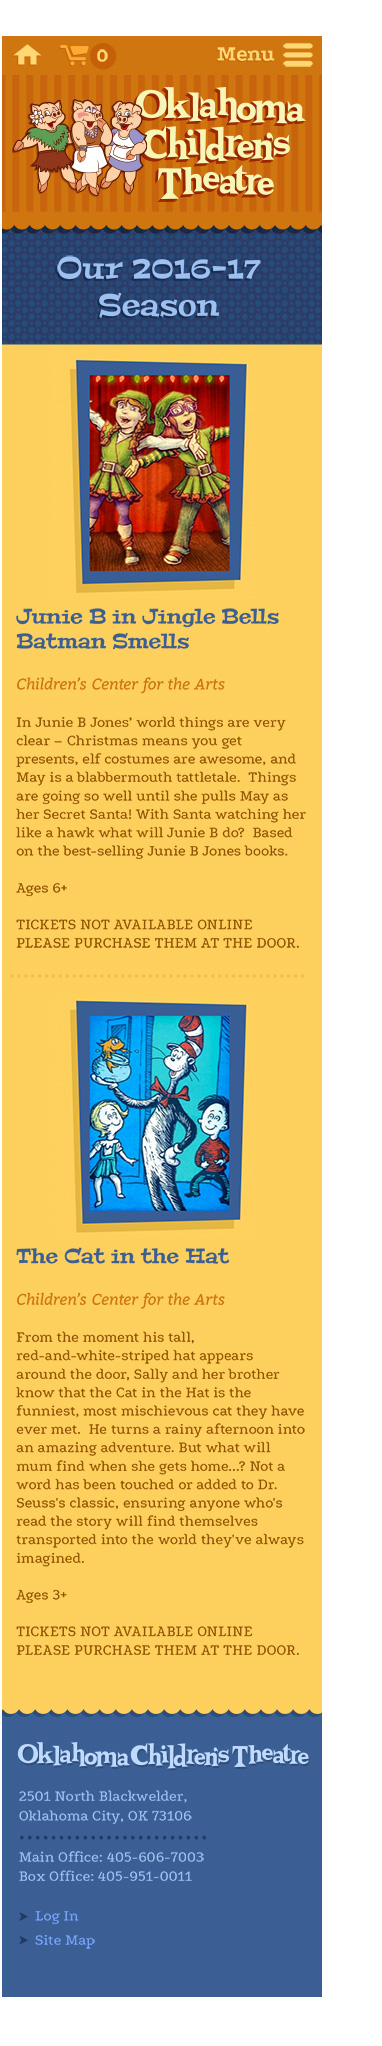 0 Menu
Oklahoma
Children's
Theatre
Our 2016-17
Season
Junie B in Jingle Bells
Batman Smells
Children's Center for the Arts
In Junie B Jones' world things are very
clear – Christmas means you get
presents, elf costumes are awesome, and
May is a blabbermouth tattletale.  Things
are going so well until she pulls May as
her Secret Santa! With Santa watching her
like a hawk what will Junie B do?  Based
on the best-selling Junie B Jones books.
Ages 6+
TICKETS NOT AVAILABLE ONLINE
PLEASE PURCHASE THEM AT THE DOOR.
The Cat in the Hat
Children's Center for the Arts
From the moment his tall,
red-and-white-striped hat appears
around the door, Sally and her brother
know that the Cat in the Hat is the
funniest, most mischievous cat they have
ever met.  He turns a rainy afternoon into
an amazing adventure. But what will
mum find when she gets home…? Not a
word has been touched or added to Dr.
Seuss's classic, ensuring anyone who's
read the story will find themselves
transported into the world they've always
imagined.
Ages 3+
TICKETS NOT AVAILABLE ONLINE
PLEASE PURCHASE THEM AT THE DOOR.
Oklahoma Children's Theatre
2501 North Blackwelder,
Oklahoma City, OK 73106
Main Office: 405-606-7003
Box Office: 405-951-0011
Log In
Site Map